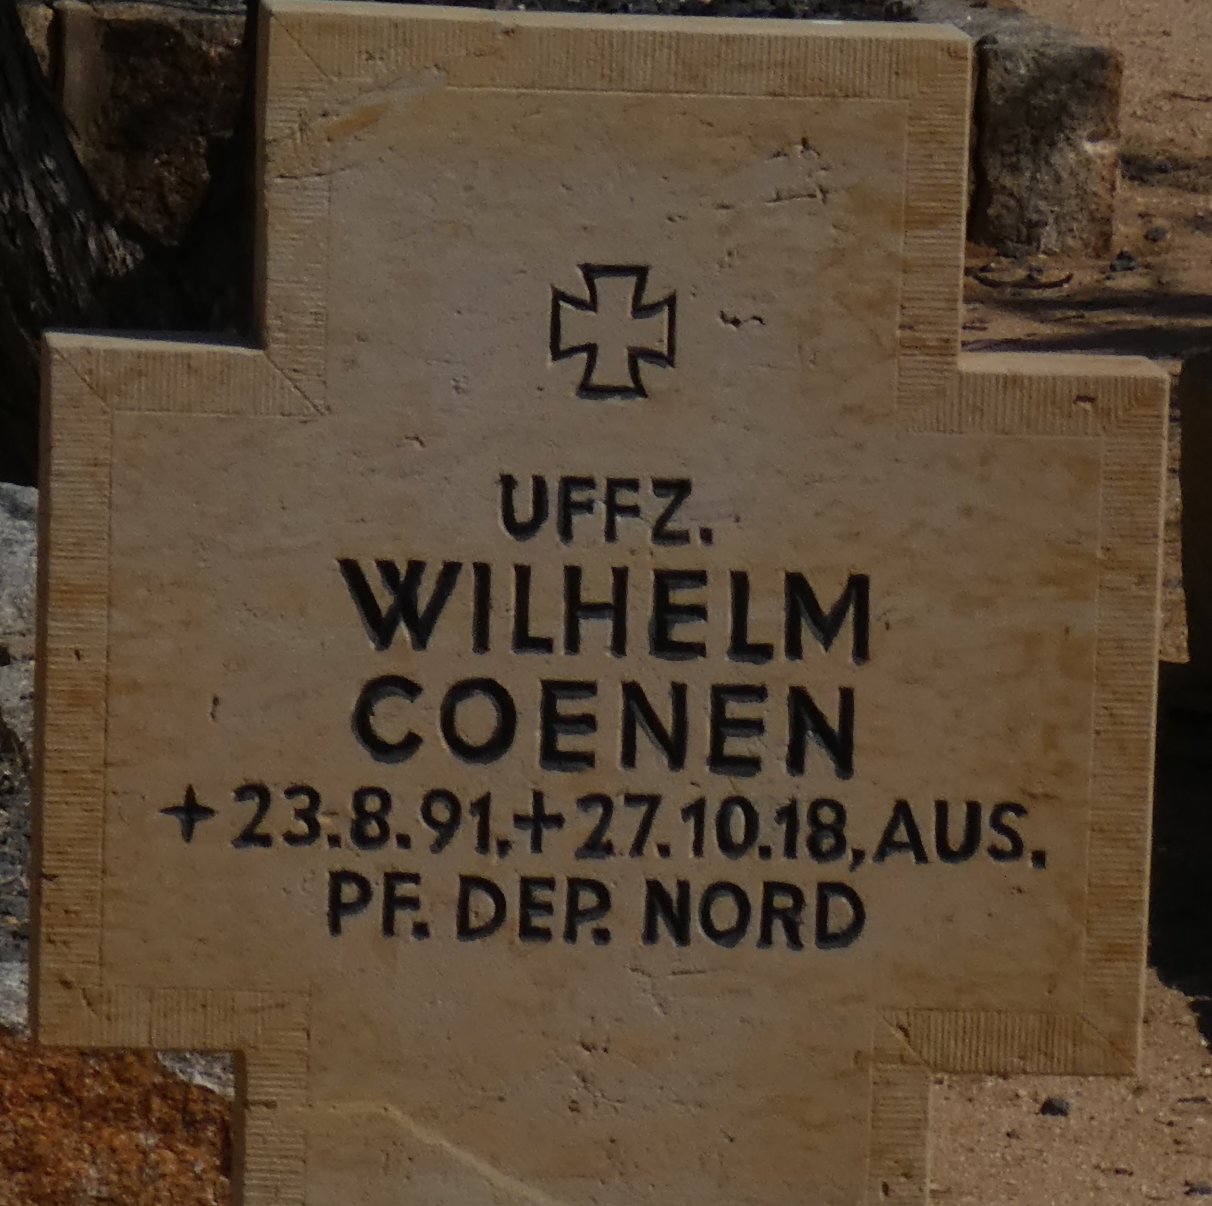 UFFZ.
WILHELM
COENEN
+23.8.91.+27.10.18, AUS.
PF. DEP. NORD